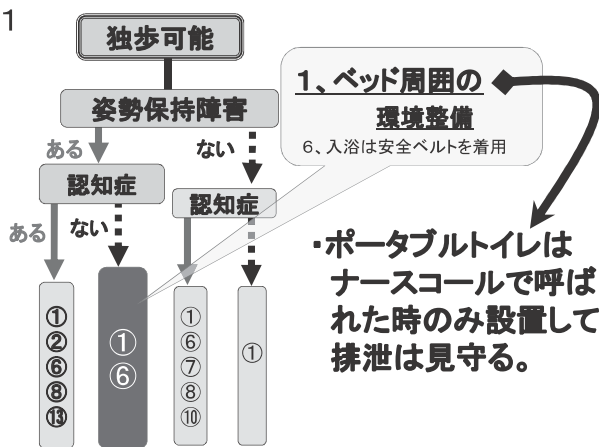 1
独歩可能
姿勢保持障害
ある
ない
認知症
認知症
ある
ない
①
②
⑥
⑧
⑬
①
⑥
①
⑥
⑦
⑧
⑩
①
1、ベッド周囲の
環境整備
6、入浴は安全ベルトを着用
・ポータブルトイレは
ナースコールで呼ば
れた時のみ設置して
排泄は見守る。